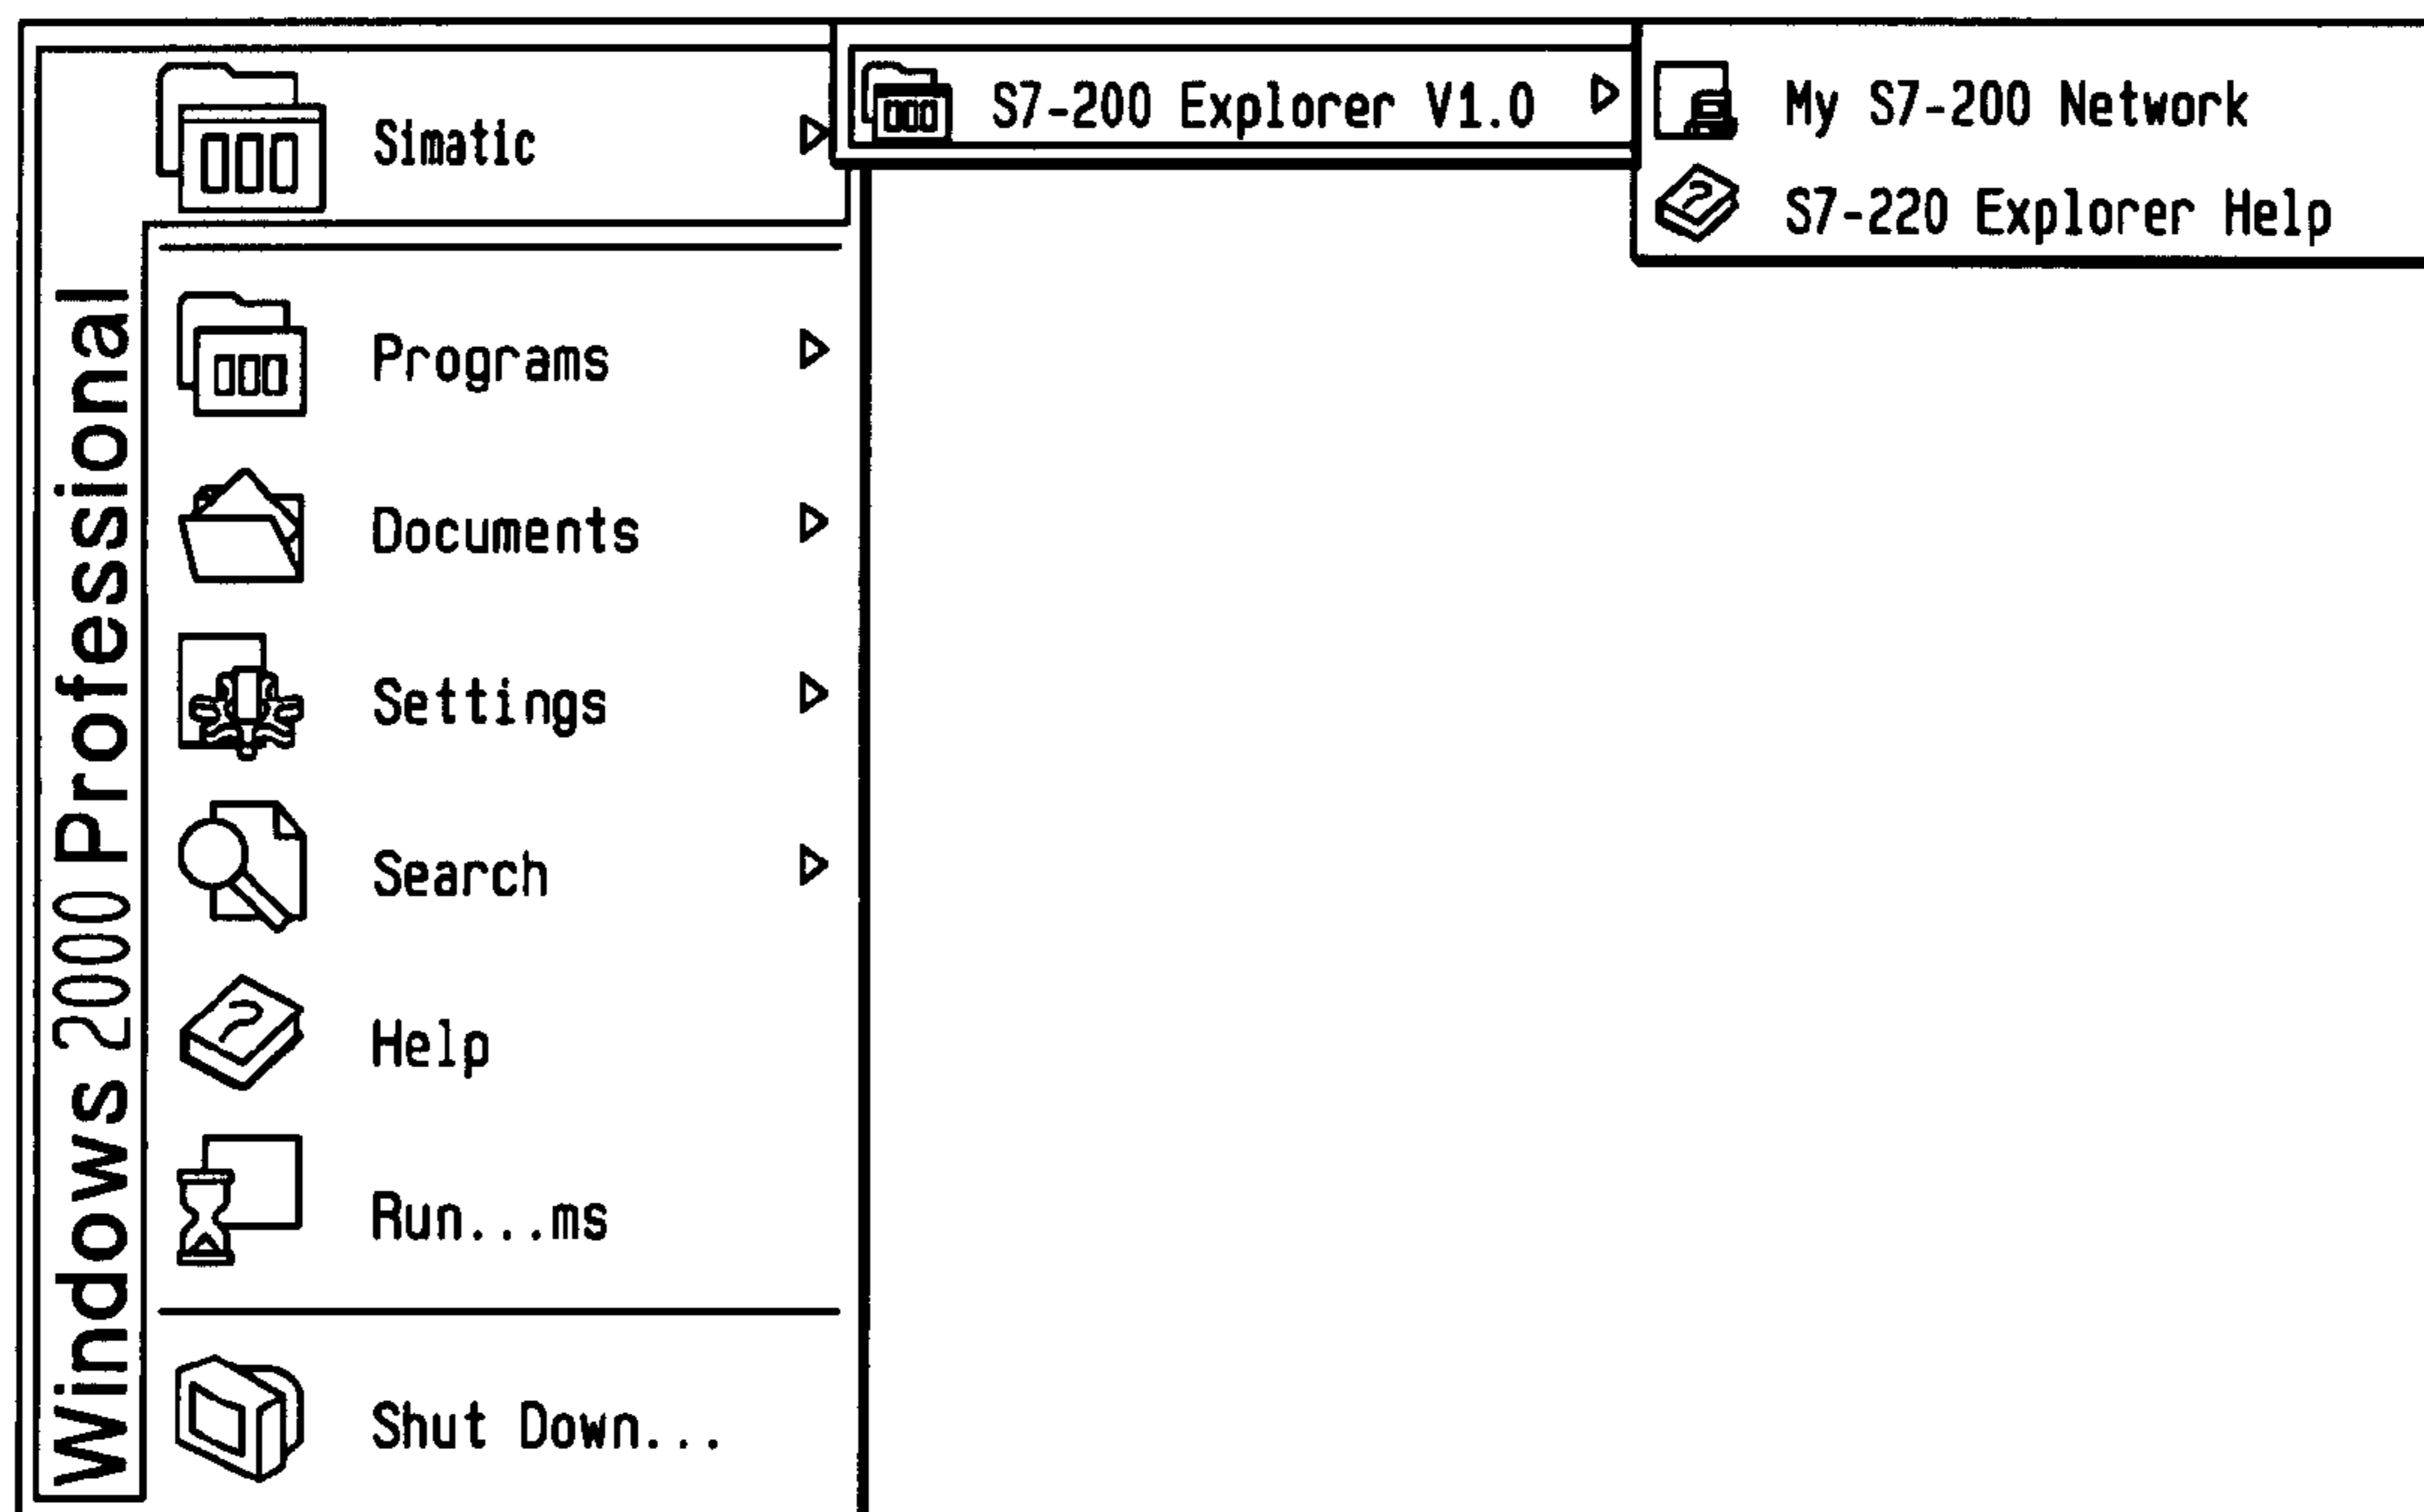 Simatic
S7-200 Explorer V1.0
My S7-200 Network
S7-220 Explorer Help
Programs
Documents
Settings
Search
Help
Run...ms
Shut Down...
Windows 2000 Professional